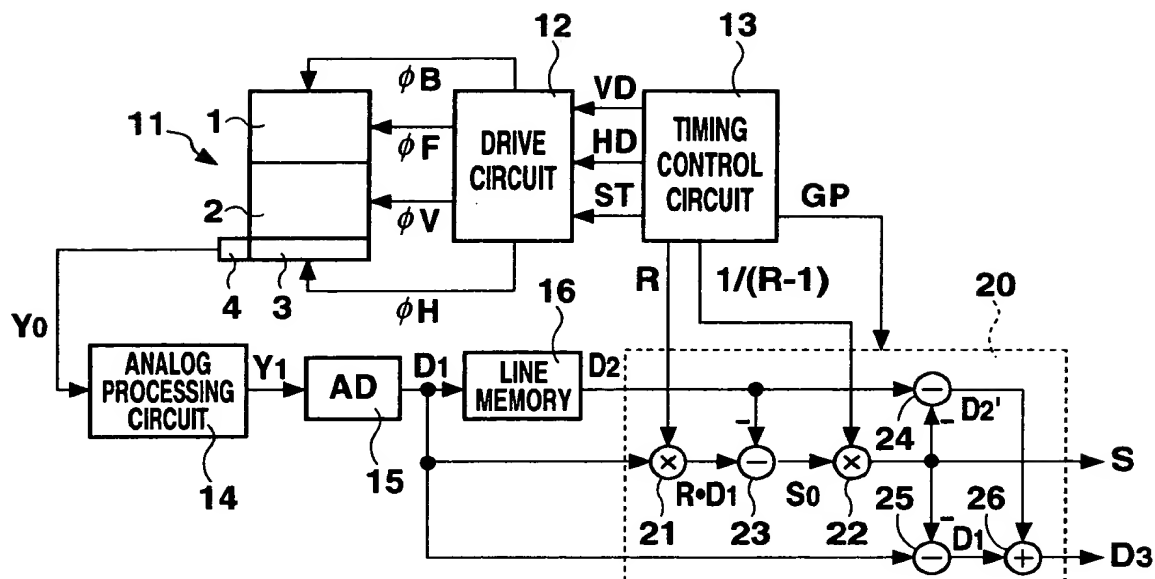 12
13
φB
VD
11
1
φF
DRIVE
CIRCUIT
HD
TIMING
CONTROL
CIRCUIT
ST
GP
2
φV
4
3
φH
16
R
1/(R-1)
20
Y0
ANALOG
PROCESSING
CIRCUIT
Y1
AD
D1
LINE
MEMORY
D2
−
24
−
D2'
−
14
15
×
R•D1
−
S0
×
S
21
23
22
25
−
26
−
D1
+
D3